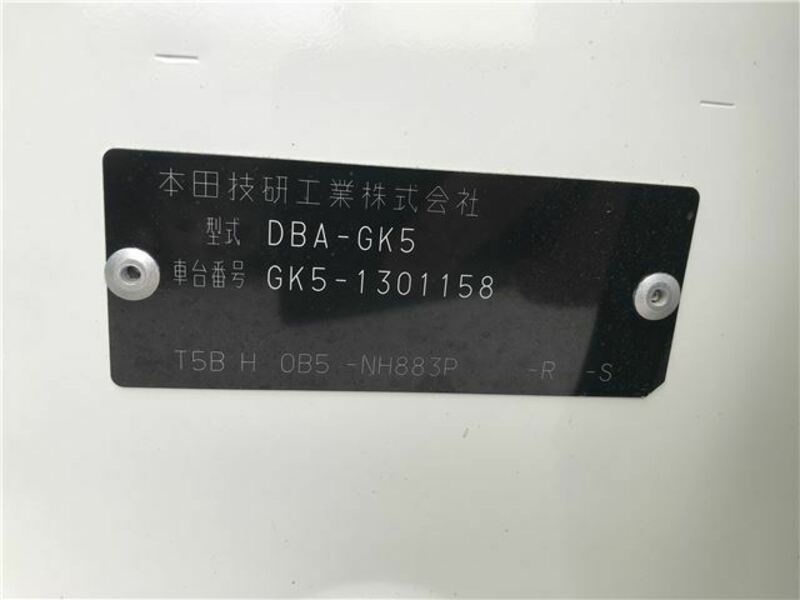 本田技研工業株式会社
型式 DBA-GK5
車台番号 GK5-1301158
T5B H 0B5 -NH883P -R -S